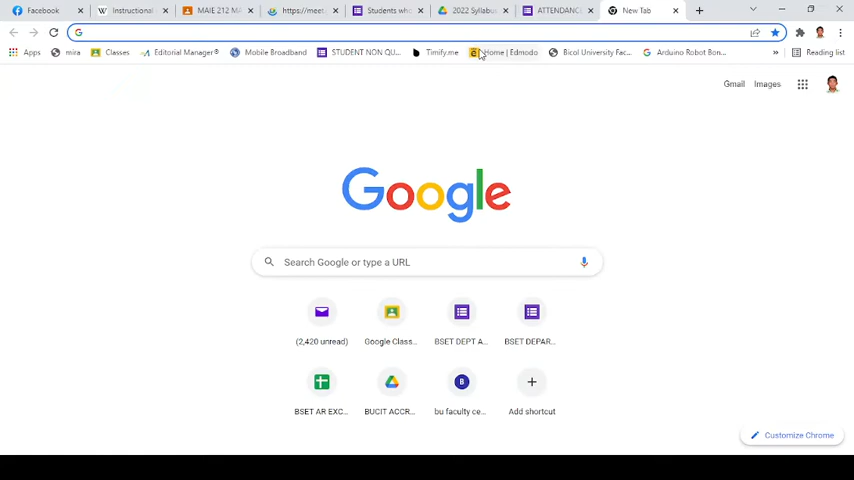 Facebook
Instructional
MAIE 212 MA
https://meet.
Students who
2022 Syllabus
ATTENDANC
New Tab
Apps
mira
Classes
Editorial Manager®
Mobile Broadband
STUDENT NON QU...
Timify.me
Home | Edmodo
Bicol University Fac...
Arduino Robot Bon...
»
Reading list
Gmail
Images
Google
Search Google or type a URL
(2,420 unread)
Google Class...
BSET DEPT A...
BSET DEPAR...
BSET AR EXC...
BUCIT ACCR...
B
bu faculty ce...
Add shortcut
Customize Chrome